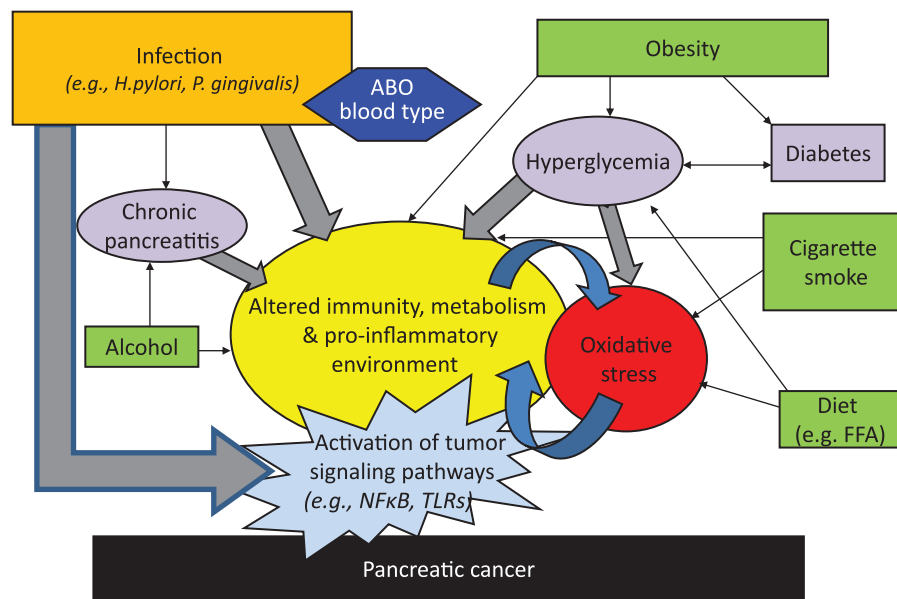 Infection
(e.g., H.pylori, P. gingivalis)
ABO
blood type
Obesity
Hyperglycemia
Diabetes
Chronic
pancreatitis
Cigarette
smoke
Altered immunity, metabolism
& pro-inflammatory
environment
Alcohol
Oxidative
stress
Diet
(e.g. FFA)
Activation of tumor
signaling pathways
(e.g., NFκB, TLRs)
Pancreatic cancer